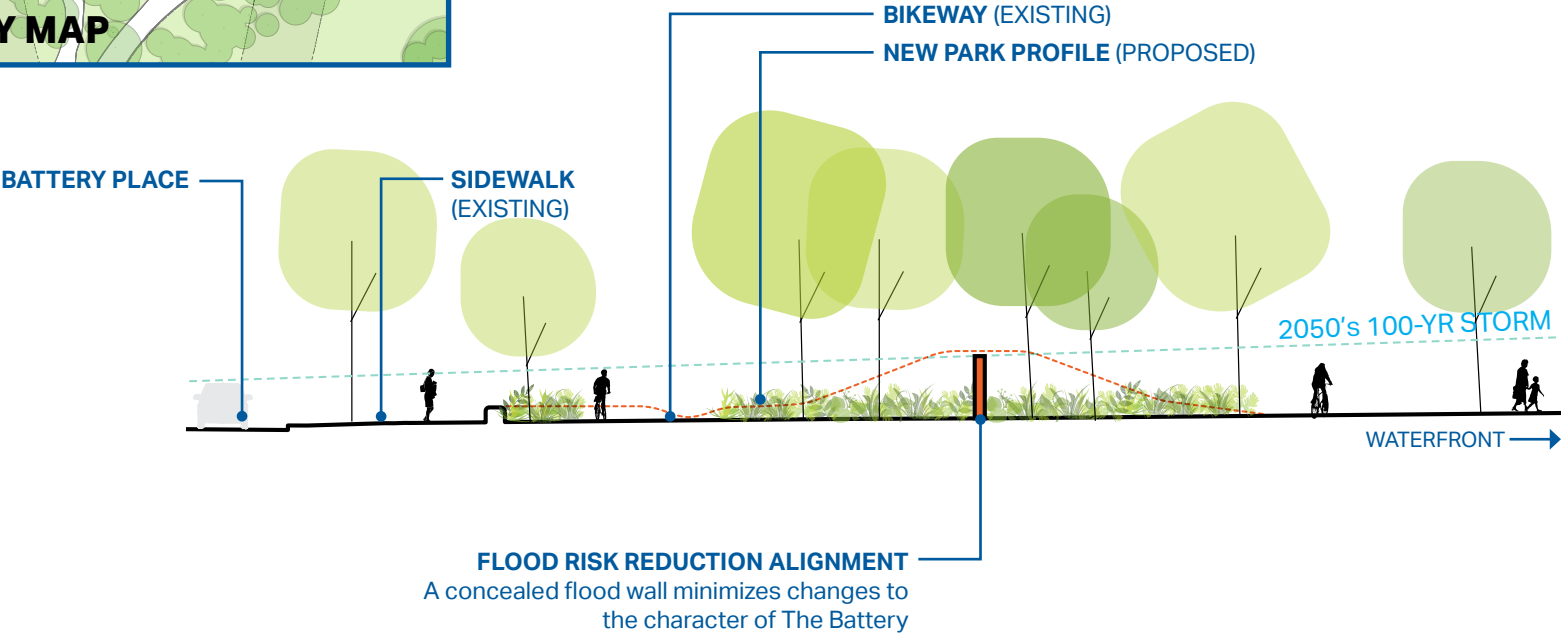 Y MAP
BIKEWAY (EXISTING)
NEW PARK PROFILE (PROPOSED)
BATTERY PLACE
SIDEWALK
(EXISTING)
2050's 100-YR STORM
WATERFRONT
FLOOD RISK REDUCTION ALIGNMENT
A concealed flood wall minimizes changes to
the character of The Battery